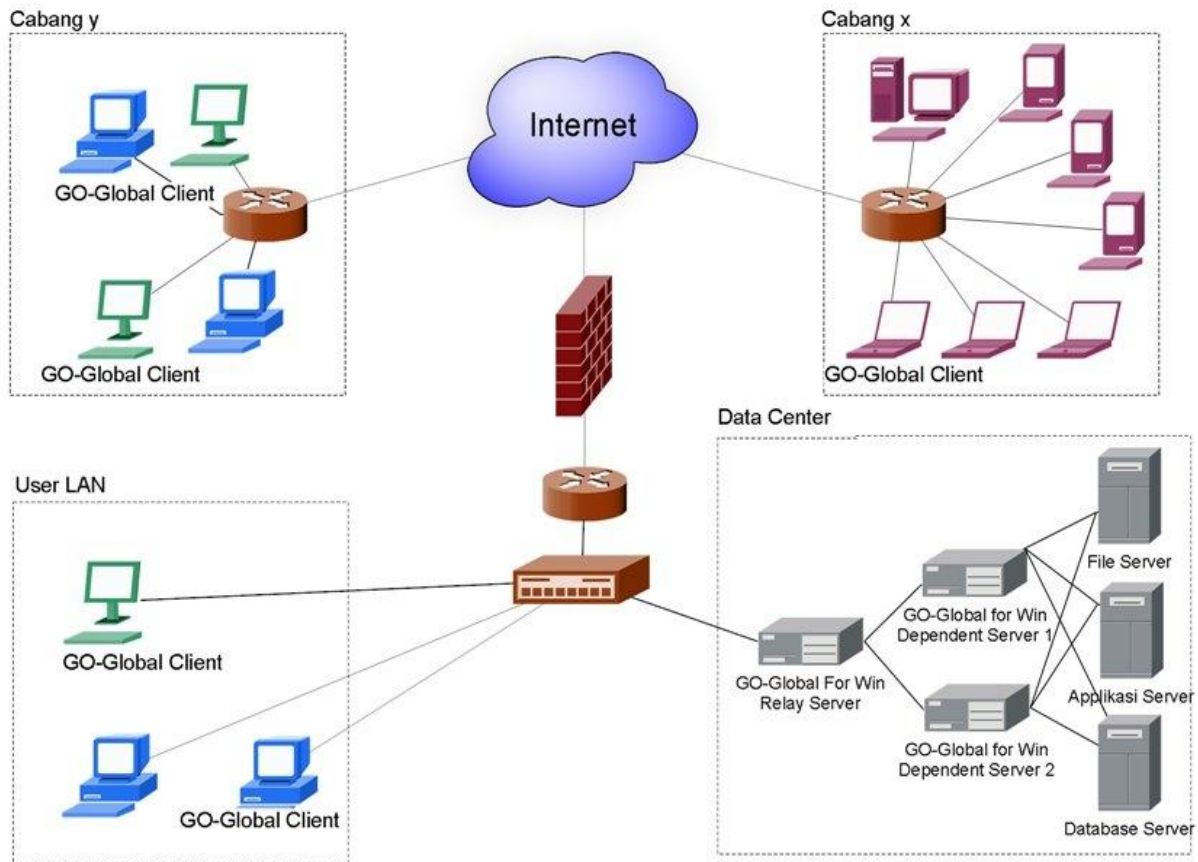 Cabang y
Cabang x
Internet
GO-Global Client
GO-Global Client
GO-Global Client
Data Center
User LAN
File Server
GO-Global for Win
Dependent Server 1
GO-Global Client
GO-Global For Win
Relay Server
Applikasi Server
GO-Global for Win
Dependent Server 2
GO-Global Client
Database Server